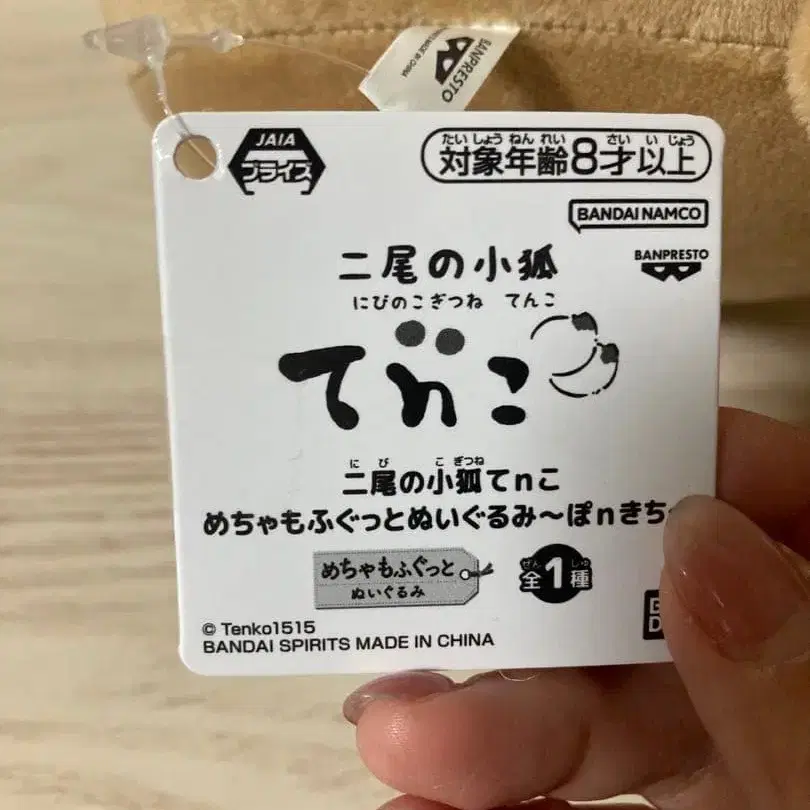 BANPRESTO
JAIA
プライズ
たいしょうねんれい さいいじょう
対象年齢8才以上
BANDAI NAMCO
BANPRESTO
二尾の小狐
にびのこぎつね てんこ
てnこ
にび こぎつね
二尾の小狐てnこ
めちゃもふぐっとぬいぐるみ～ぽnきち
めちゃもふぐっと
ぬいぐるみ
ぜん しゅ
全1種
© Tenko1515
BANDAI SPIRITS MADE IN CHINA